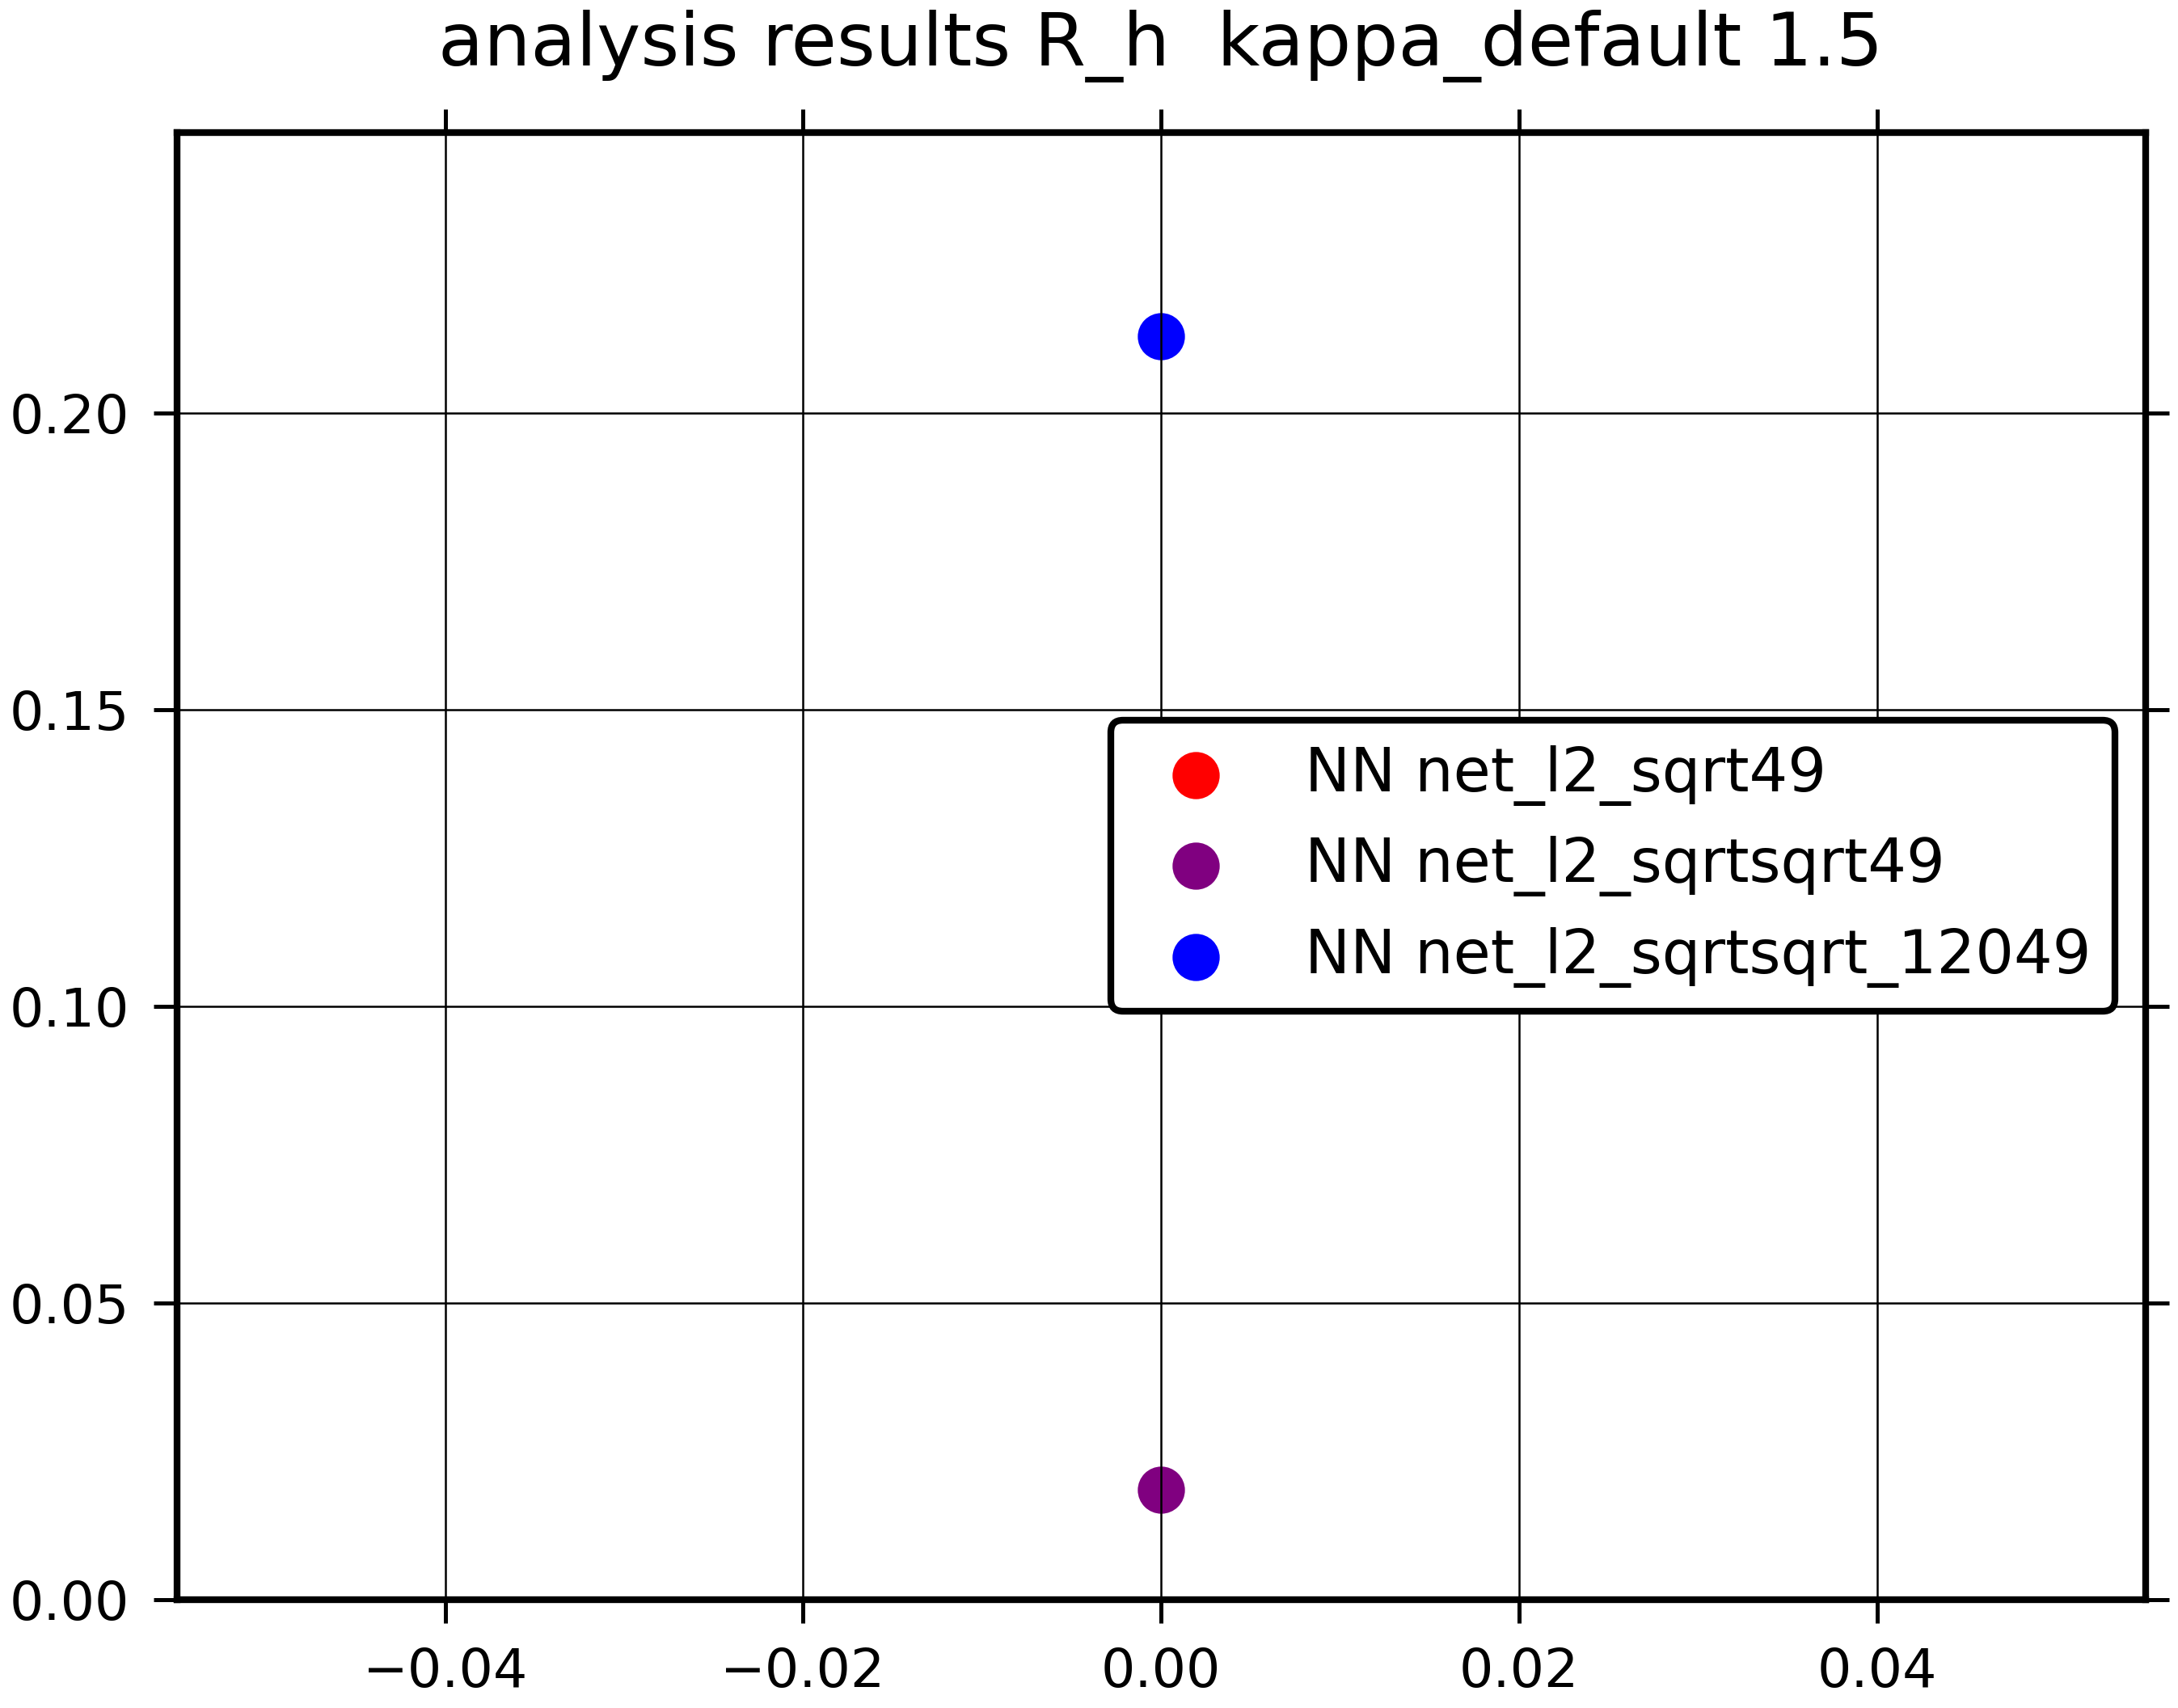 analysis results R_h  kappa_default 1.5
0.20
0.15
NN net_l2_sqrt49
NN net_l2_sqrtsqrt49
NN net_l2_sqrtsqrt_12049
0.10
0.05
0.00
−0.04 −0.02 0.00 0.02 0.04